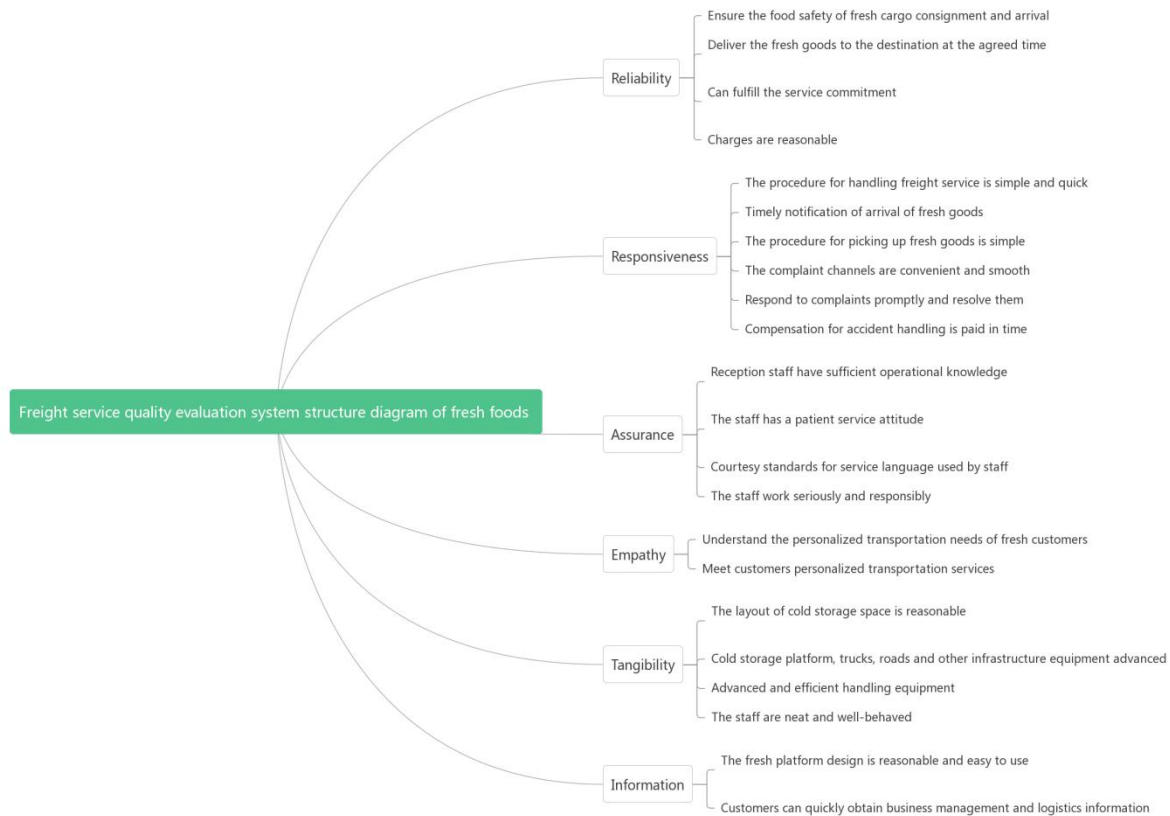 Ensure the food safety of fresh cargo consignment and arrival
Deliver the fresh goods to the destination at the agreed time
Reliability
Can fulfill the service commitment
Charges are reasonable
The procedure for handling freight service is simple and quick
Timely notification of arrival of fresh goods
The procedure for picking up fresh goods is simple
Responsiveness
The complaint channels are convenient and smooth
Respond to complaints promptly and resolve them
Compensation for accident handling is paid in time
Reception staff have sufficient operational knowledge
Freight service quality evaluation system structure diagram of fresh foods
The staff has a patient service attitude
Assurance
Courtesy standards for service language used by staff
The staff work seriously and responsibly
Understand the personalized transportation needs of fresh customers
Empathy
Meet customers personalized transportation services
The layout of cold storage space is reasonable
Cold storage platform, trucks, roads and other infrastructure equipment advanced
Tangibility
Advanced and efficient handling equipment
The staff are neat and well-behaved
The fresh platform design is reasonable and easy to use
Information
Customers can quickly obtain business management and logistics information